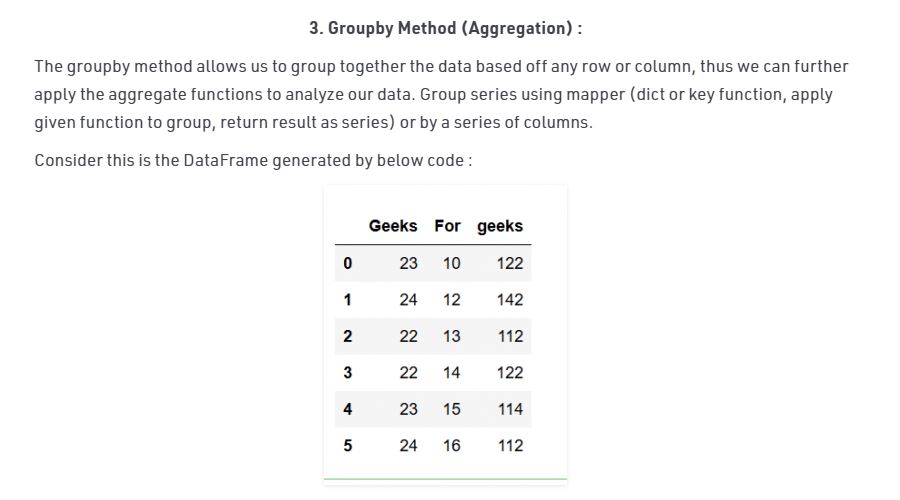 3. Groupby Method (Aggregation) :
The groupby method allows us to group together the data based off any row or column, thus we can further
apply the aggregate functions to analyze our data. Group series using mapper (dict or key function, apply
given function to group, return result as series) or by a series of columns.
Consider this is the DataFrame generated by below code :
Geeks For geeks
0 23 10 122
1 24 12 142
2 22 13 112
3 22 14 122
4 23 15 114
5 24 16 112